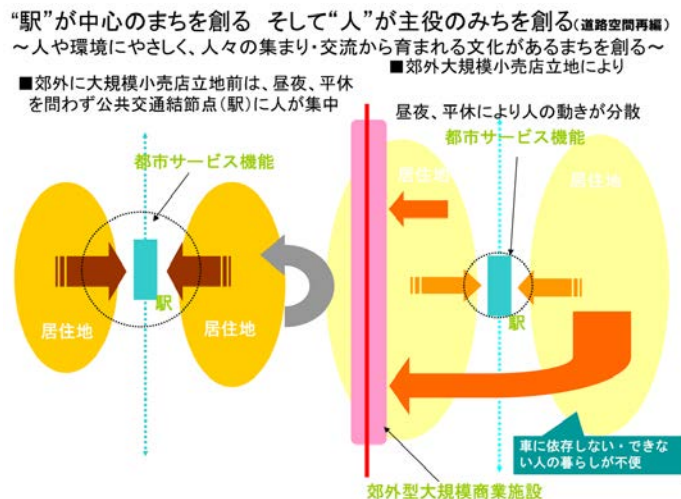 “駅”が中心のまちを創る そして“人”が主役のみちを創る(道路空間再編)
～人や環境にやさしく、人々の集まり・交流から育まれる文化があるまちを創る～
■郊外に大規模小売店立地前は、昼夜、平休
を問わず公共交通結節点(駅)に人が集中
都市サービス機能
駅
居住地
居住地
■郊外大規模小売店立地により
昼夜、平休により人の動きが分散
都市サービス機能
居住地
居住地
駅
車に依存しない・できな
い人の暮らしが不便
郊外型大規模商業施設